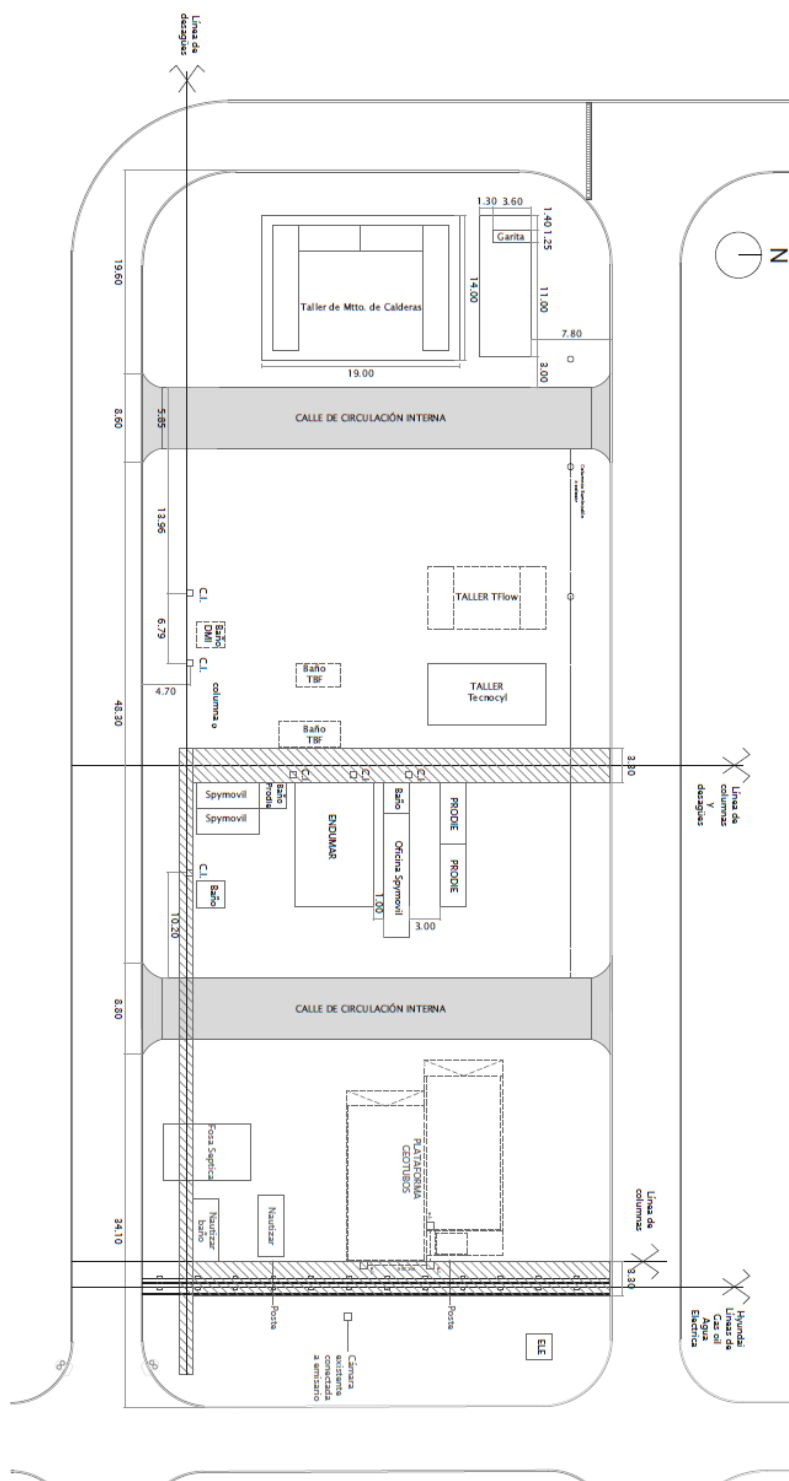 Línea de
desagües
N
1.30
3.60
1.40
1.25
Garita
19.60
Taller de Mtto. de Calderas
14.00
11.00
7.80
19.00
3.00
8.60
5.85
CALLE DE CIRCULACIÓN INTERNA
13.96
C.I.
TALLER TFlow
6.79
Baño
DMI
C.I.
Baño
TBF
TALLER
Tecnocyl
4.70
columna o
48.30
Baño
TBF
3.30
Línea de
columnas
y
desagües
C.I.
C.I.
C.I.
Spymovil
Spymovil
Baño
Prodie
ENDUMAR
Baño
Oficina Spymovil
PRODIE
PRODIE
C.I.
Baño
10.20
1.00
3.00
8.80
CALLE DE CIRCULACIÓN INTERNA
Fosa Septica
PLATAFORMA
GEOTUBOS
34.10
Nautizar
baño
Nautizar
Línea de
columnas
3.30
Poste
Poste
Hyundai
Líneas de
Gas oil
Agua
Electrica
ELE
Cámara
existente
conectada
a emisario